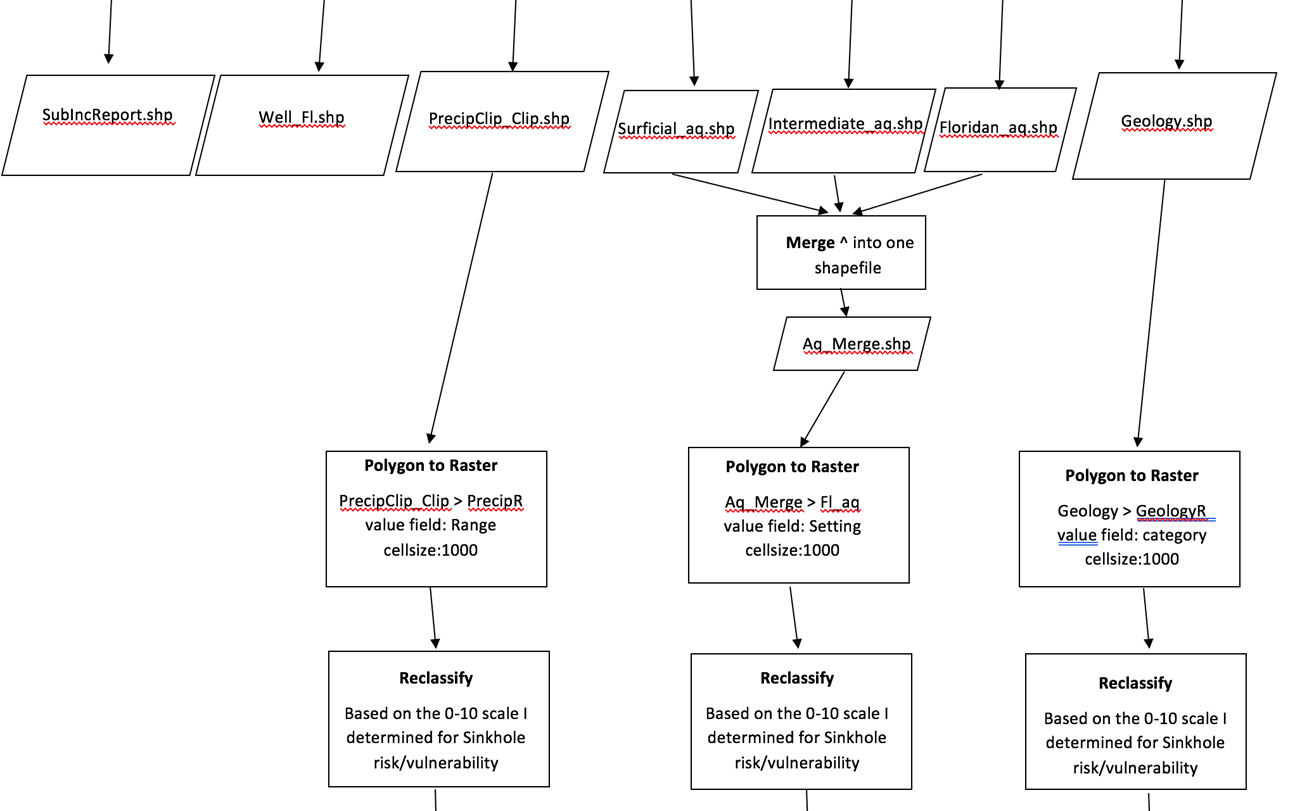 SubIncReport.shp
Well_Fl.shp
PrecipClip_Clip.shp
Surficial_aq.shp
Intermediate_aq.shp
Floridan_aq.shp
Geology.shp
Merge ^ into one
shapefile
Aq_Merge.shp
Polygon to Raster
PrecipClip_Clip > PrecipR
value field: Range
cellsize:1000
Polygon to Raster
Aq_Merge > Fl_aq
value field: Setting
cellsize:1000
Polygon to Raster
Geology > GeologyR
value field: category
cellsize:1000
Reclassify
Based on the 0-10 scale I
determined for Sinkhole
risk/vulnerability
Reclassify
Based on the 0-10 scale I
determined for Sinkhole
risk/vulnerability
Reclassify
Based on the 0-10 scale I
determined for Sinkhole
risk/vulnerability